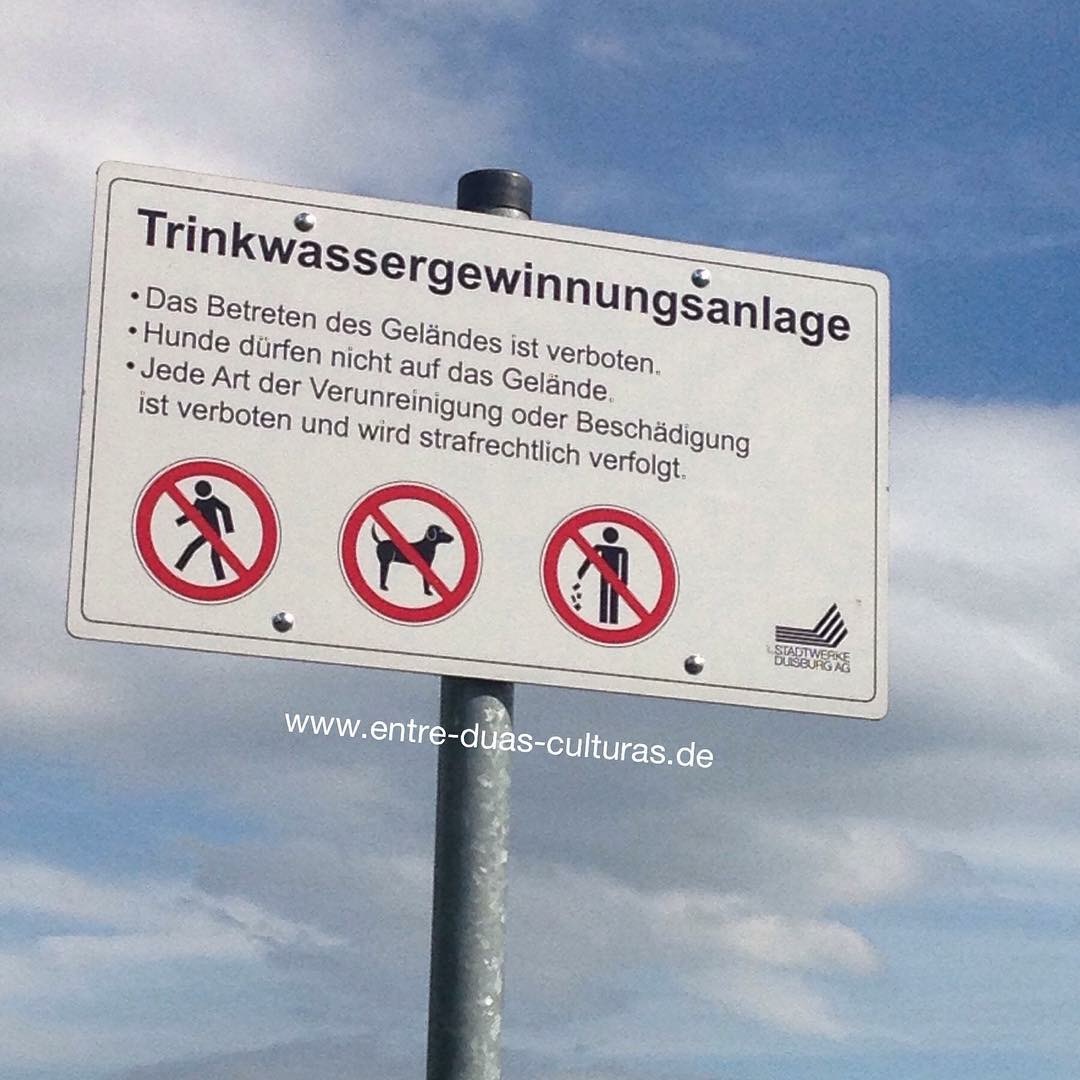 Trinkwassergewinnungsanlage
• Das Betreten des Geländes ist verboten.
• Hunde dürfen nicht auf das Gelände.
• Jede Art der Verunreinigung oder Beschädigung
ist verboten und wird strafrechtlich verfolgt.
STADTWERKE
DUISBURG AG
www.entre-duas-culturas.de